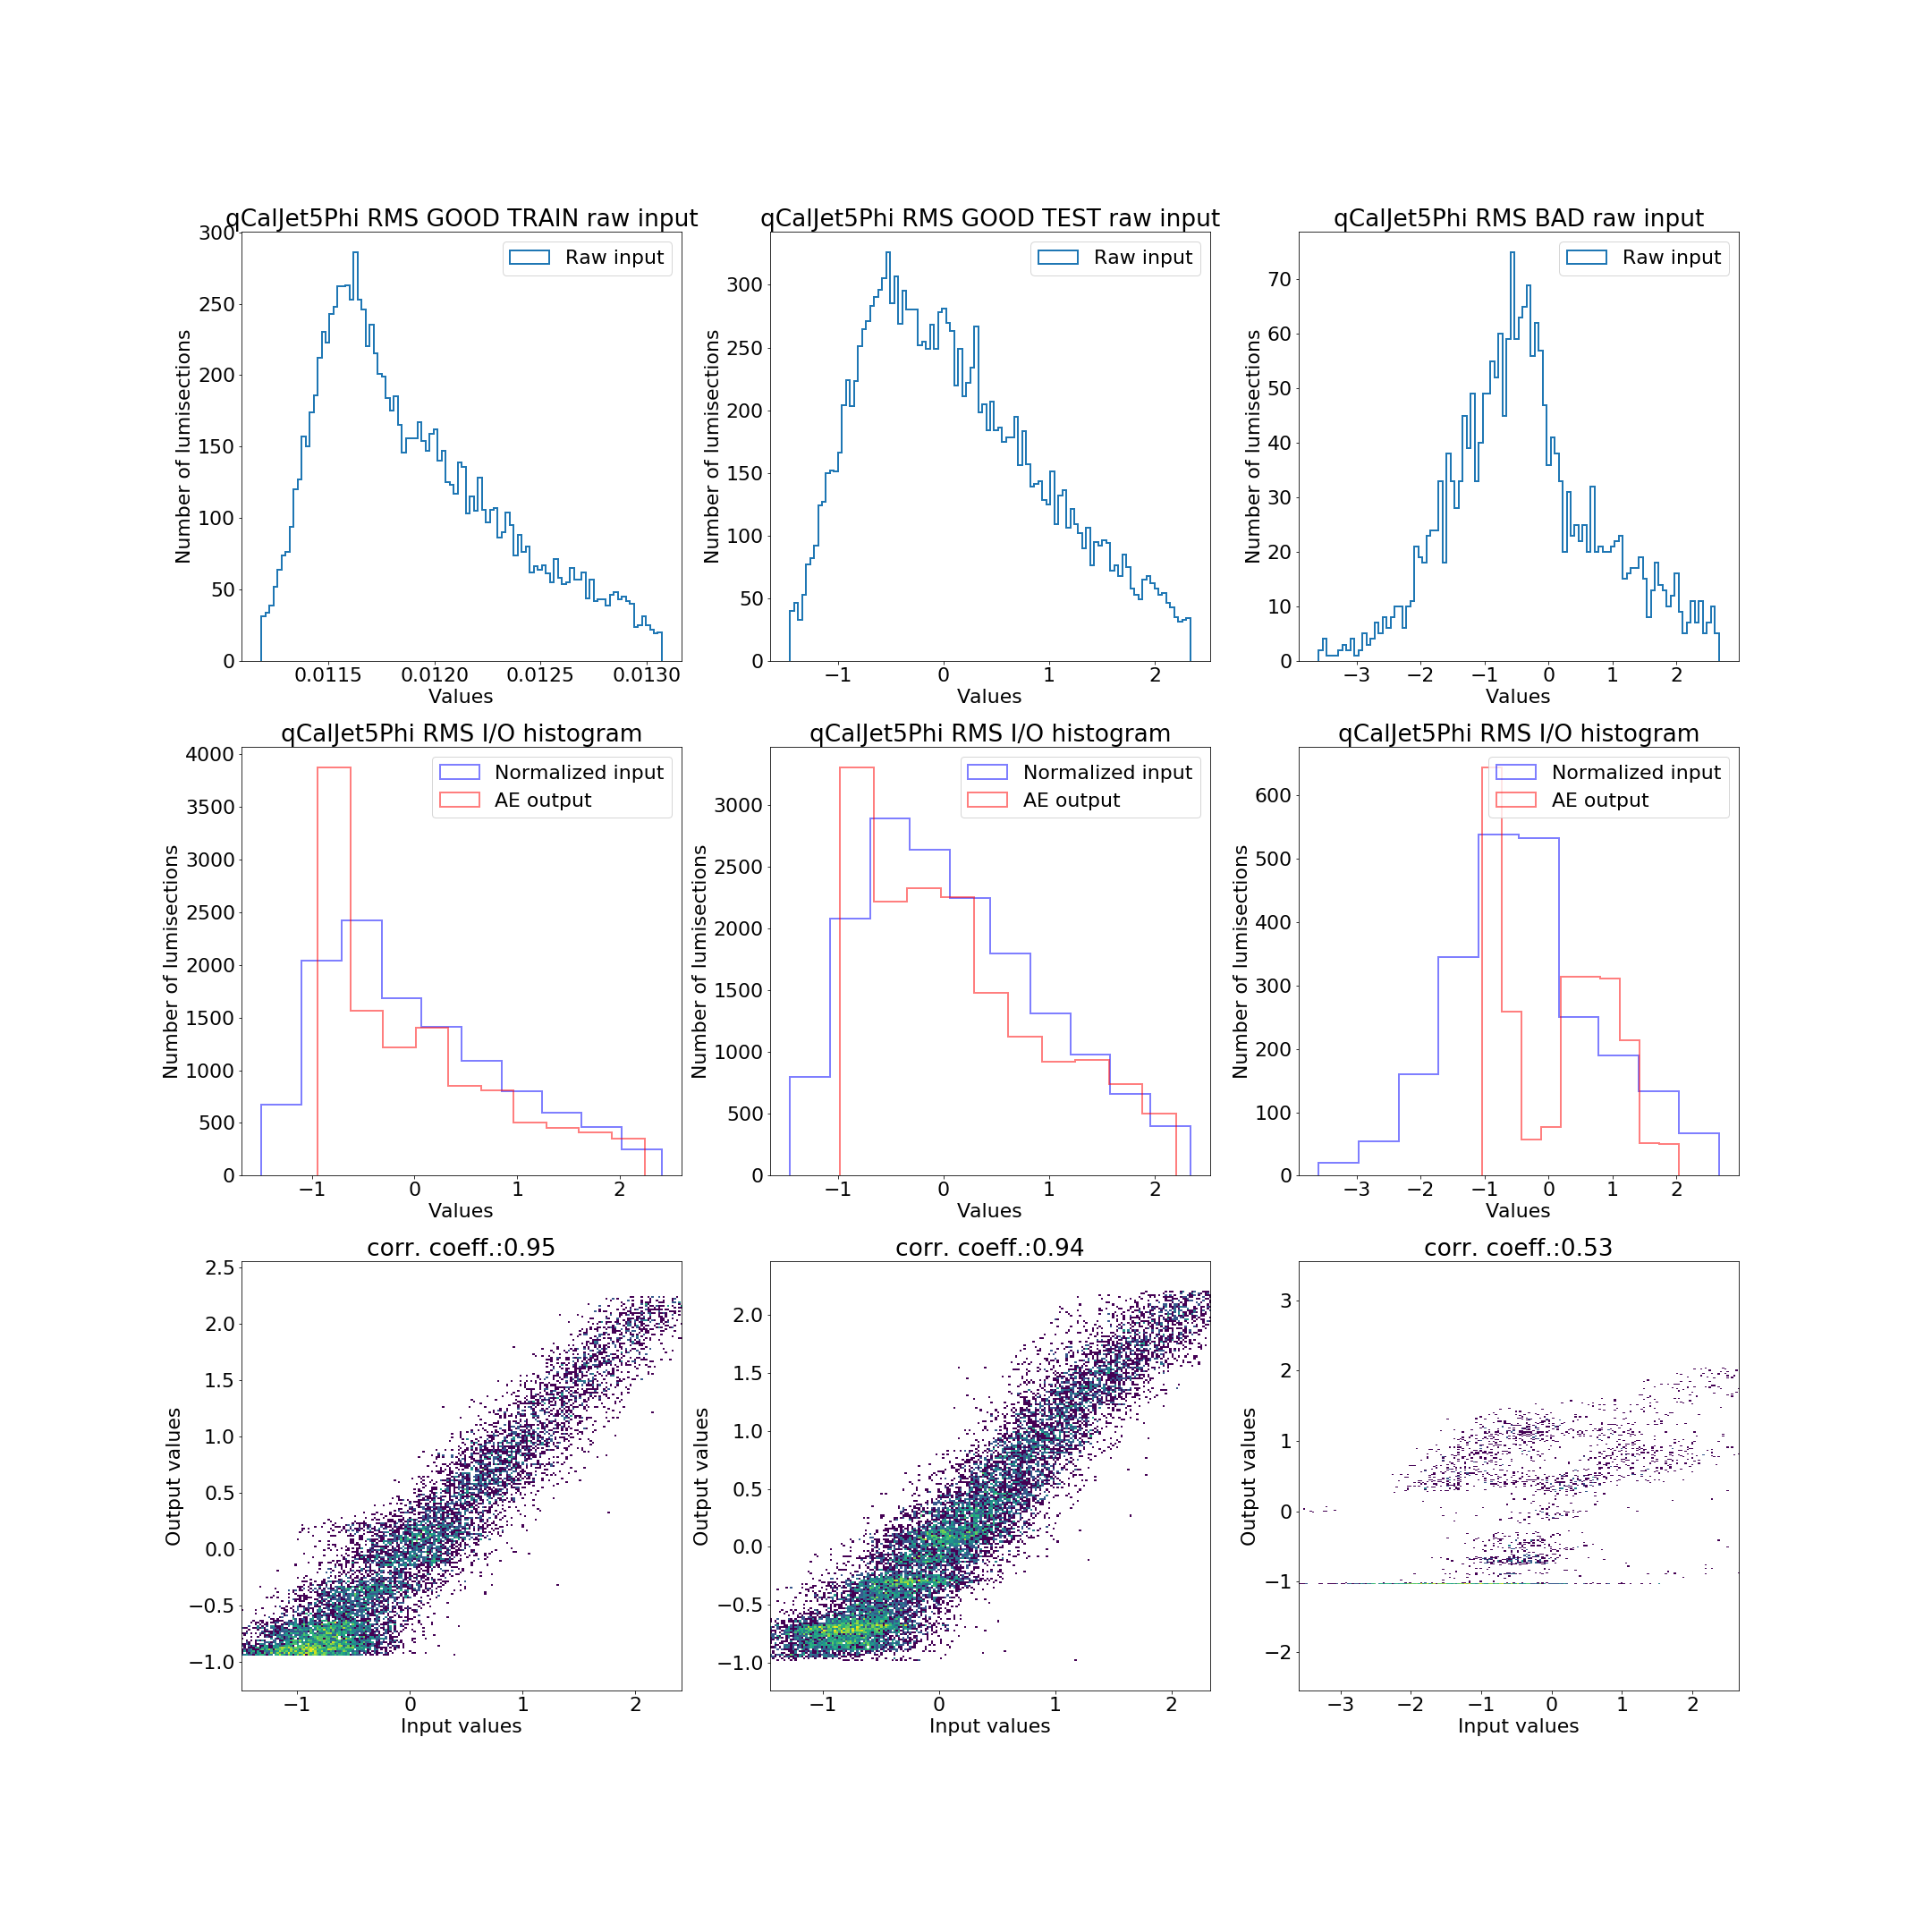 qCalJet5Phi RMS GOOD TRAIN raw input
Number of lumisections
300
250
200
150
100
50
0
Raw input
0.0115 0.0120 0.0125 0.0130
Values
qCalJet5Phi RMS GOOD TEST raw input
Number of lumisections
300
250
200
150
100
50
0
Raw input
−1 0 1 2
Values
qCalJet5Phi RMS BAD raw input
Number of lumisections
70
60
50
40
30
20
10
0
Raw input
−3 −2 −1 0 1 2
Values
qCalJet5Phi RMS I/O histogram
Number of lumisections
4000
3500
3000
2500
2000
1500
1000
500
0
Normalized input
AE output
−1 0 1 2
Values
qCalJet5Phi RMS I/O histogram
Number of lumisections
3000
2500
2000
1500
1000
500
0
Normalized input
AE output
−1 0 1 2
Values
qCalJet5Phi RMS I/O histogram
Number of lumisections
600
500
400
300
200
100
0
Normalized input
AE output
−3 −2 −1 0 1 2
Values
corr. coeff.:0.95
Output values
2.5
2.0
1.5
1.0
0.5
0.0
−0.5
−1.0
−1 0 1 2
Input values
corr. coeff.:0.94
Output values
2.0
1.5
1.0
0.5
0.0
−0.5
−1.0
−1 0 1 2
Input values
corr. coeff.:0.53
Output values
3
2
1
0
−1
−2
−3 −2 −1 0 1 2
Input values